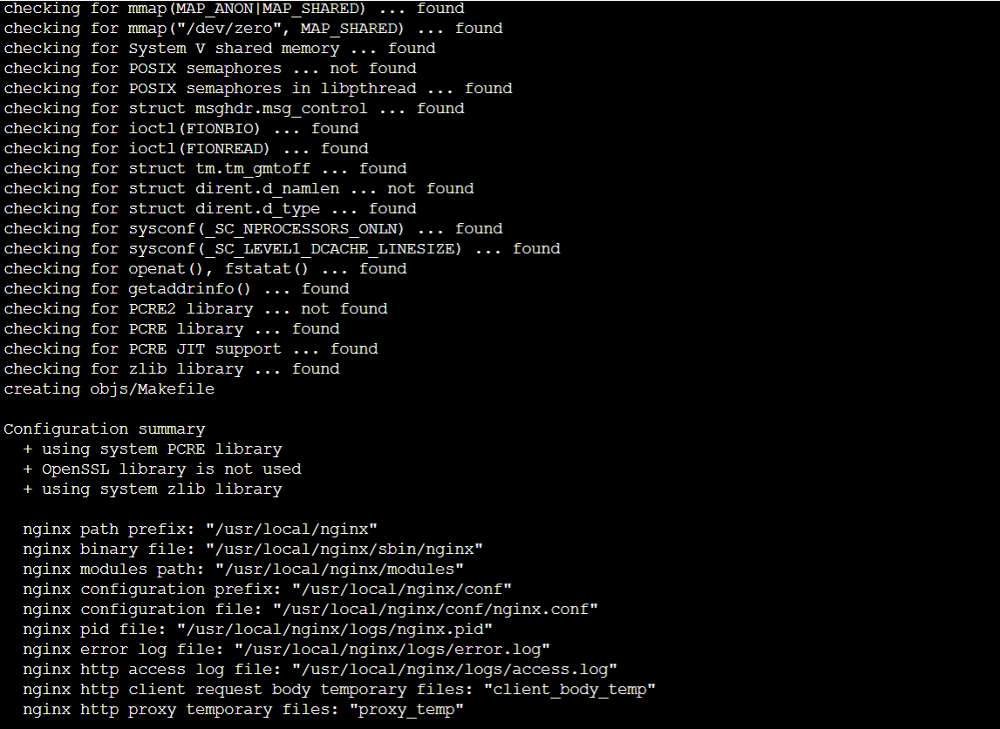 checking for mmap(MAP_ANON|MAP_SHARED) ... found
checking for mmap("/dev/zero", MAP_SHARED) ... found
checking for System V shared memory ... found
checking for POSIX semaphores ... not found
checking for POSIX semaphores in libpthread ... found
checking for struct msghdr.msg_control ... found
checking for ioctl(FIONBIO) ... found
checking for ioctl(FIONREAD) ... found
checking for struct tm.tm_gmtoff ... found
checking for struct dirent.d_namlen ... not found
checking for struct dirent.d_type ... found
checking for sysconf(_SC_NPROCESSORS_ONLN) ... found
checking for sysconf(_SC_LEVEL1_DCACHE_LINESIZE) ... found
checking for openat(), fstatat() ... found
checking for getaddrinfo() ... found
checking for PCRE2 library ... not found
checking for PCRE library ... found
checking for PCRE JIT support ... found
checking for zlib library ... found
creating objs/Makefile

Configuration summary
  + using system PCRE library
  + OpenSSL library is not used
  + using system zlib library

  nginx path prefix: "/usr/local/nginx"
  nginx binary file: "/usr/local/nginx/sbin/nginx"
  nginx modules path: "/usr/local/nginx/modules"
  nginx configuration prefix: "/usr/local/nginx/conf"
  nginx configuration file: "/usr/local/nginx/conf/nginx.conf"
  nginx pid file: "/usr/local/nginx/logs/nginx.pid"
  nginx error log file: "/usr/local/nginx/logs/error.log"
  nginx http access log file: "/usr/local/nginx/logs/access.log"
  nginx http client request body temporary files: "client_body_temp"
  nginx http proxy temporary files: "proxy_temp"